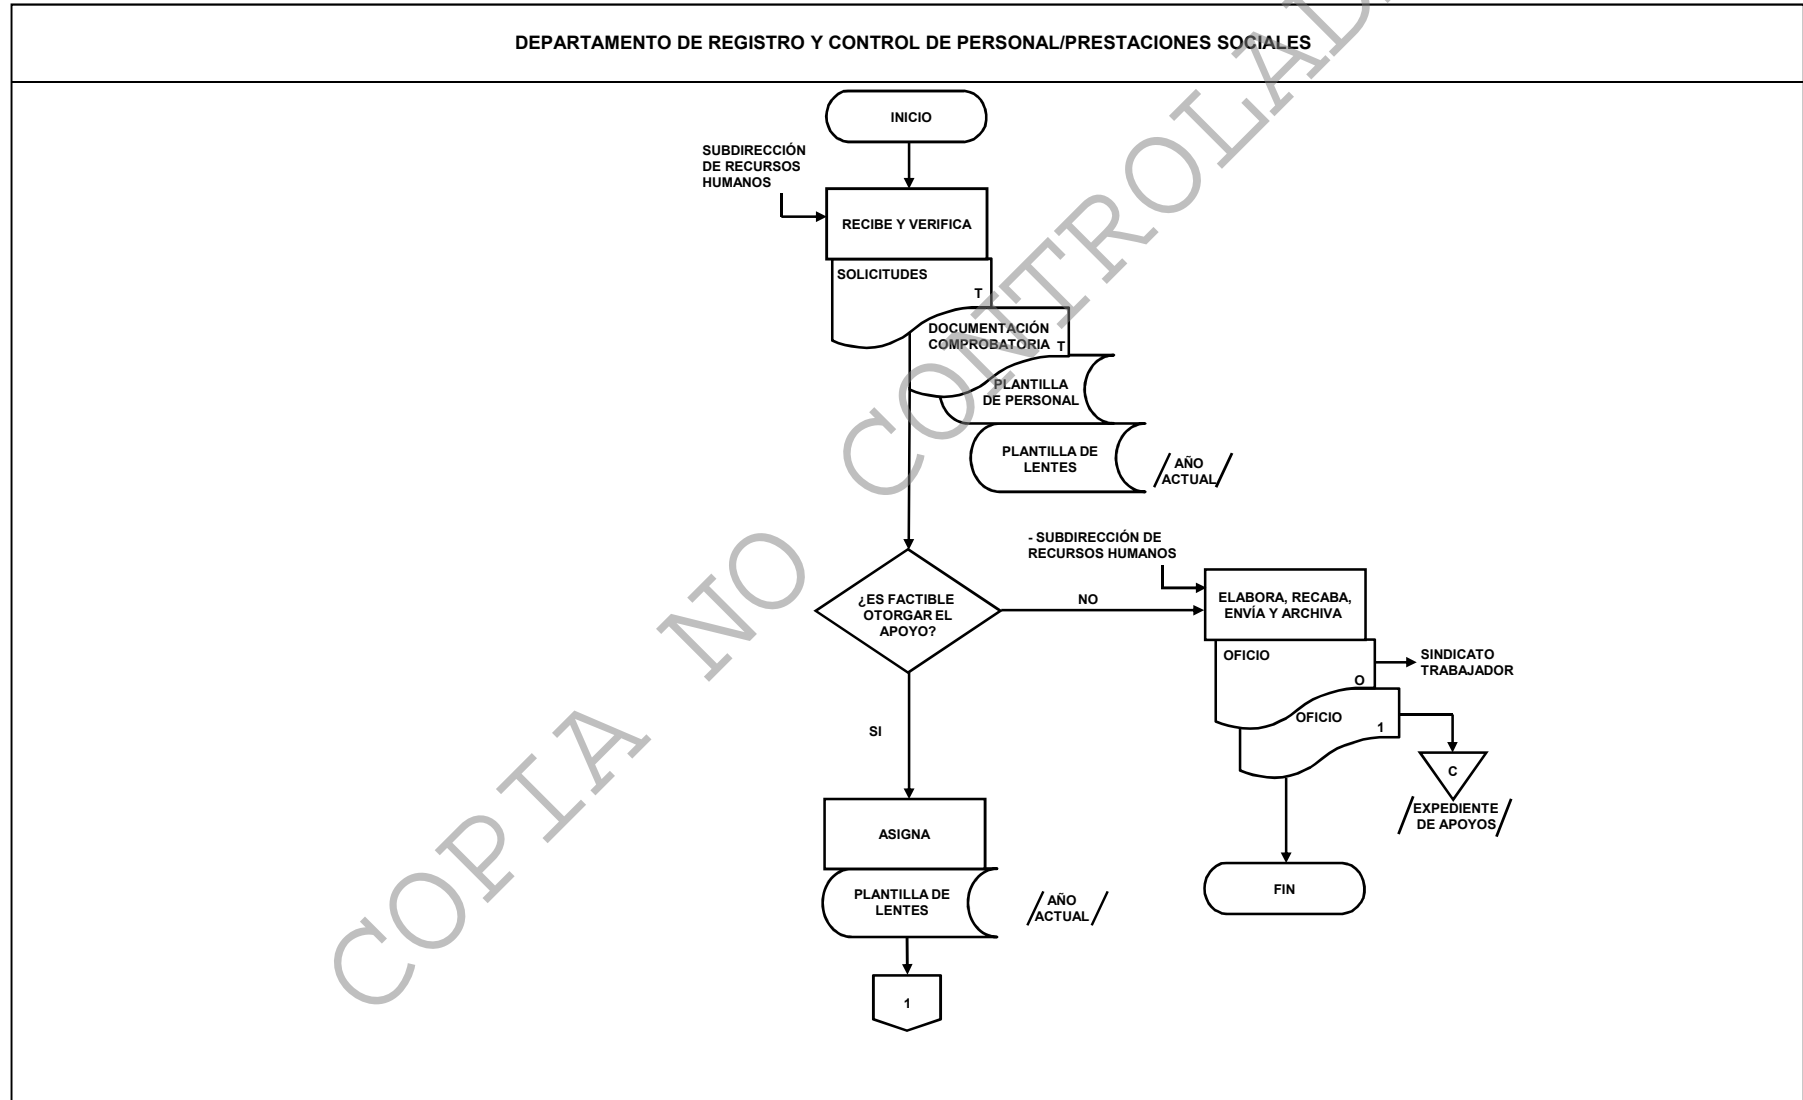 DEPARTAMENTO DE REGISTRO Y CONTROL DE PERSONAL/PRESTACIONES SOCIALES
INICIO
SUBDIRECCIÓN
DE RECURSOS
HUMANOS
RECIBE Y VERIFICA
SOLICITUDES
T
DOCUMENTACIÓN
COMPROBATORIA T
PLANTILLA
DE PERSONAL
PLANTILLA DE
LENTES
AÑO
ACTUAL
- SUBDIRECCIÓN DE
RECURSOS HUMANOS
¿ES FACTIBLE
OTORGAR EL
APOYO?
NO
ELABORA, RECABA,
ENVÍA Y ARCHIVA
OFICIO
O
SINDICATO
TRABAJADOR
OFICIO
1
C
EXPEDIENTE
DE APOYOS
FIN
SI
ASIGNA
PLANTILLA DE
LENTES
AÑO
ACTUAL
1
COPIA NO CONTROLAD